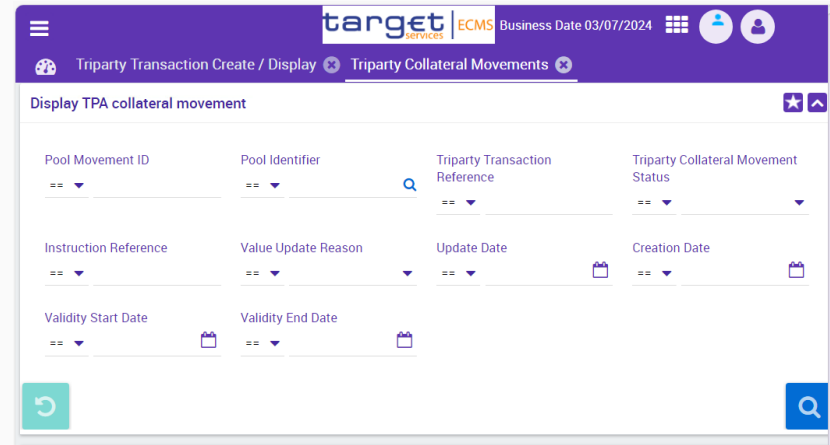 target
services
ECMS Business Date 03/07/2024
Triparty Transaction Create / Display Triparty Collateral Movements
Display TPA collateral movement
Pool Movement ID Pool Identifier Triparty Transaction Reference Triparty Collateral Movement Status
== == == ==
Instruction Reference Value Update Reason Update Date Creation Date
== == == ==
Validity Start Date Validity End Date
== ==